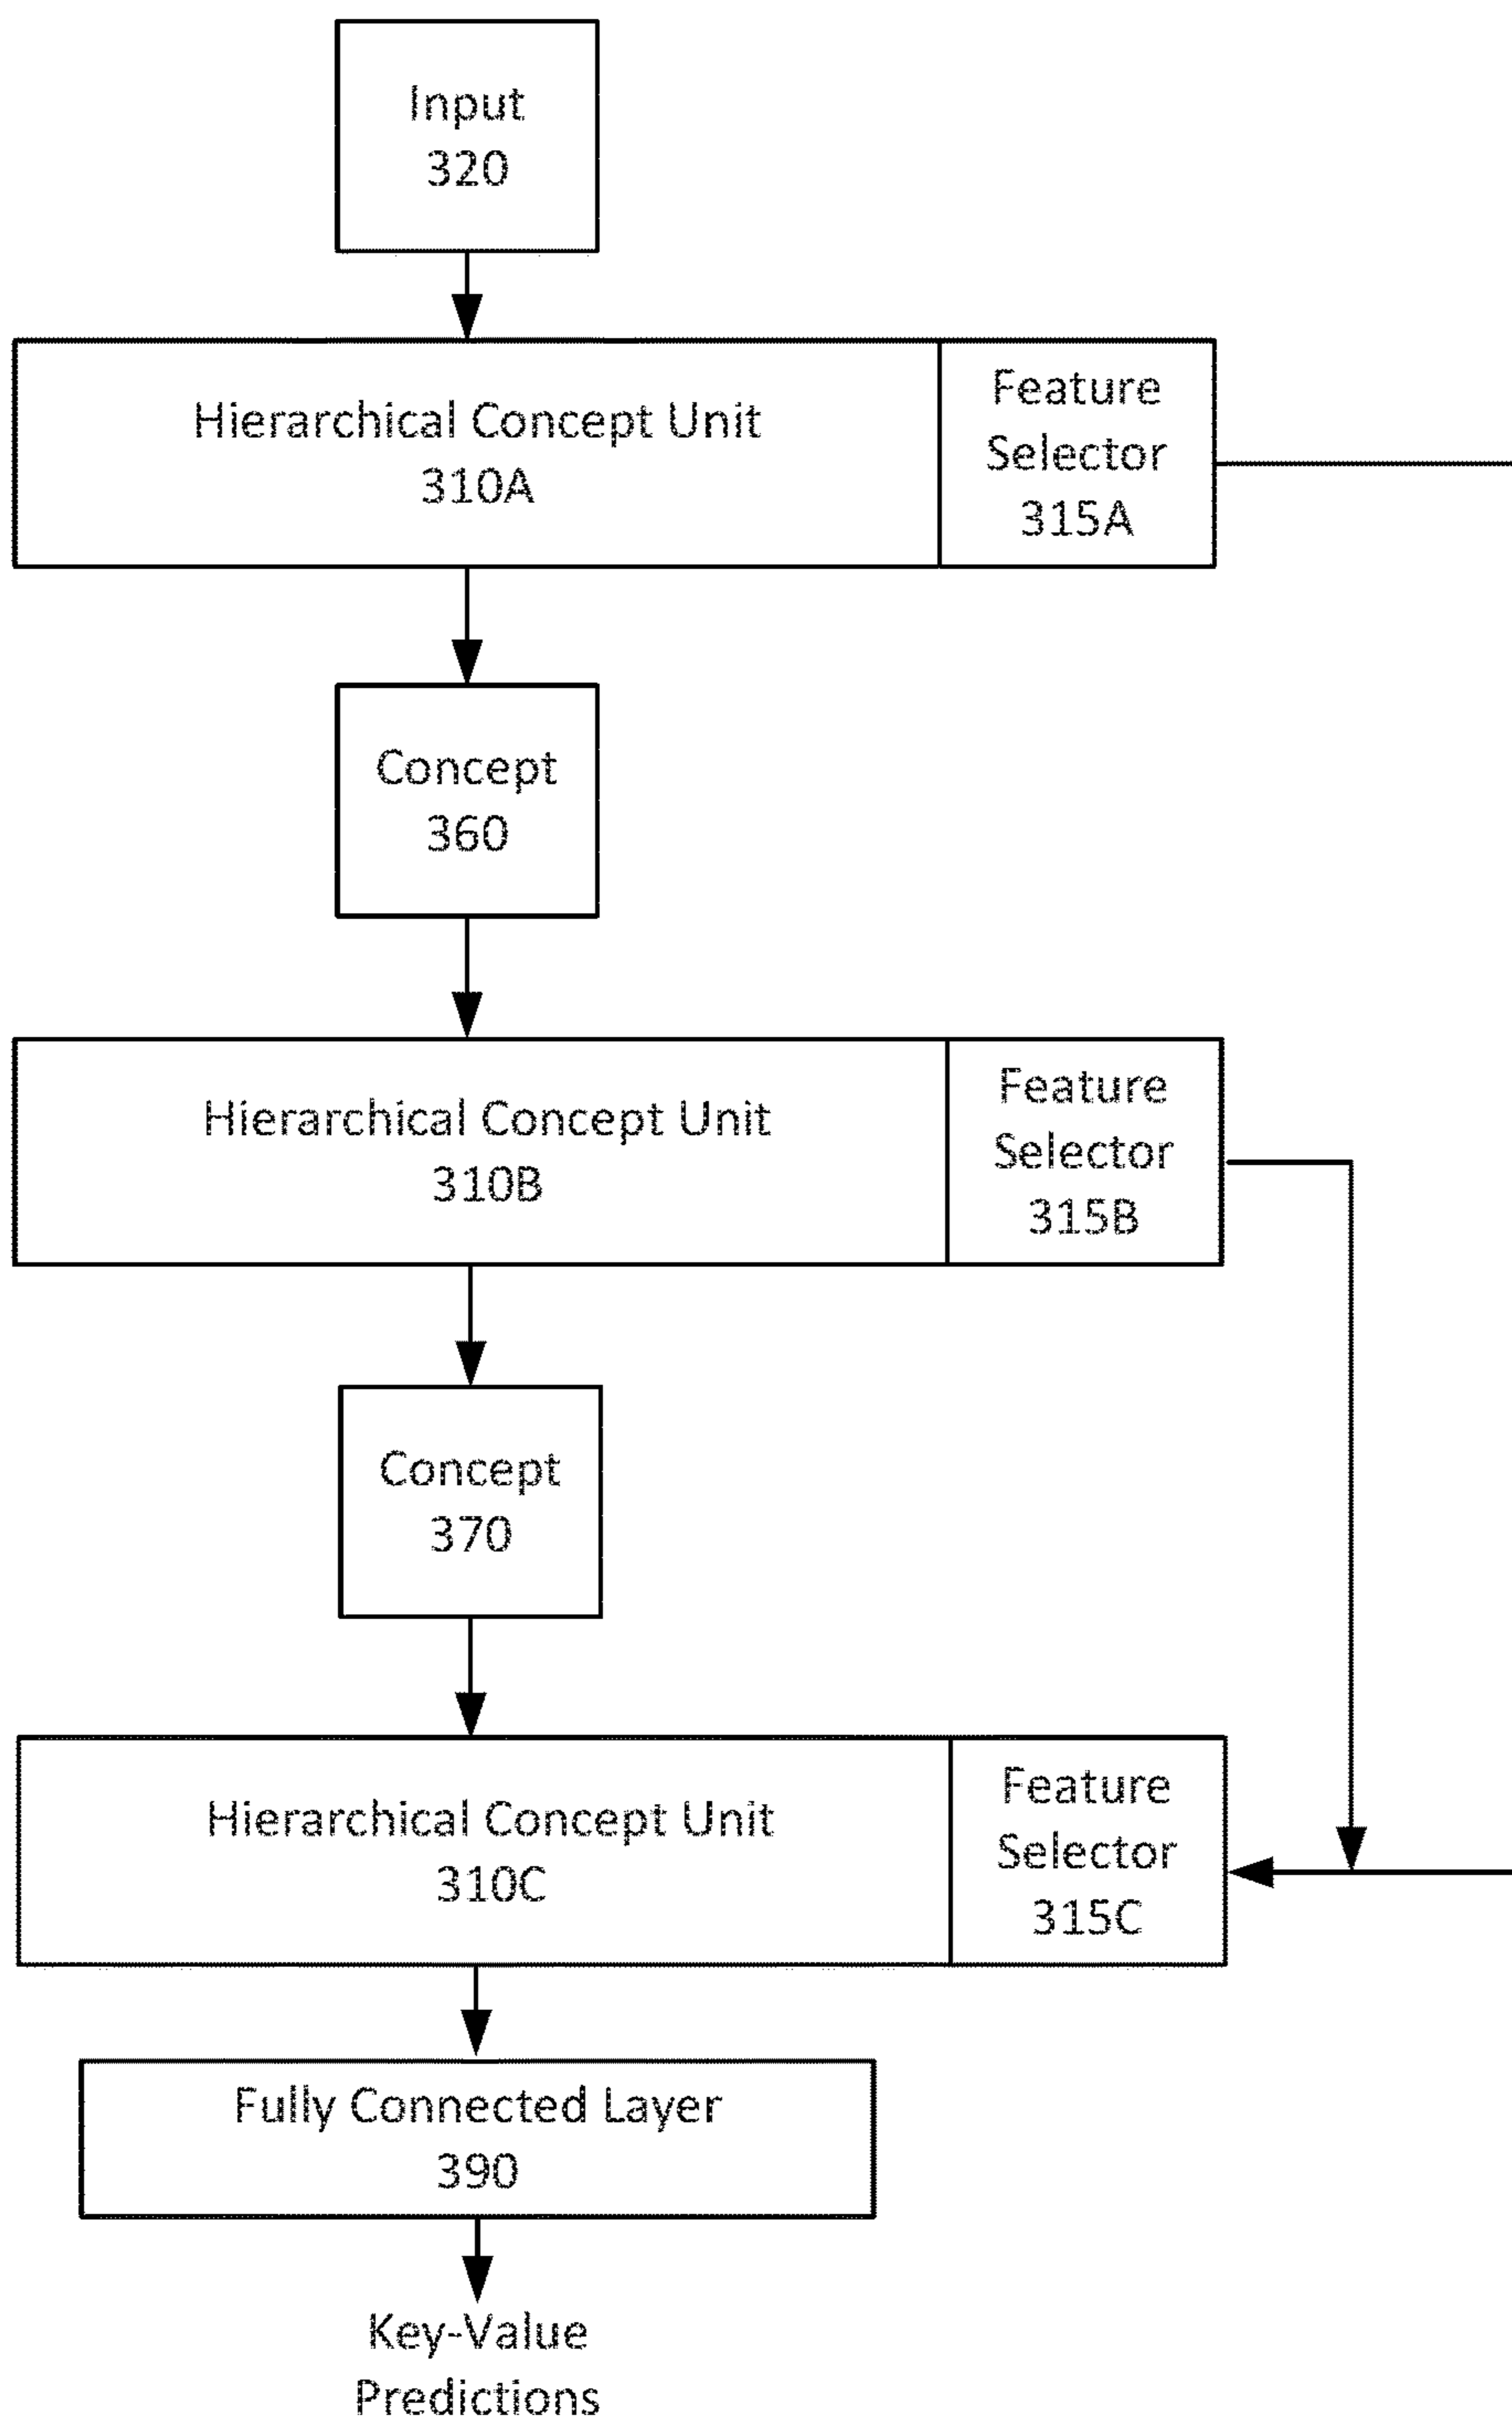 Input
320
Hierarchical Concept Unit
310A
Feature
Selector
315A
Concept
360
Hierarchical Concept Unit
310B
Feature
Selector
315B
Concept
370
Hierarchical Concept Unit
310C
Feature
Selector
315C
Fully Connected Layer
390
Key-Value
Predictions